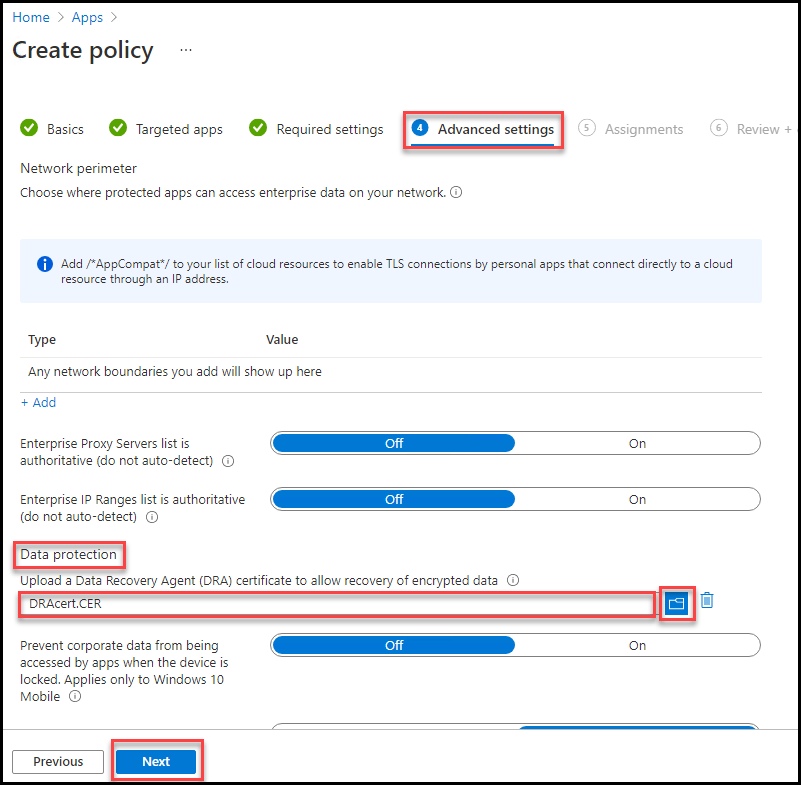 Home > Apps >
Create policy ...
Basics Targeted apps Required settings 4 Advanced settings 5 Assignments 6 Review +
Network perimeter
Choose where protected apps can access enterprise data on your network.
Add /*AppCompat*/ to your list of cloud resources to enable TLS connections by personal apps that connect directly to a cloud
resource through an IP address.
Type Value
Any network boundaries you add will show up here
+ Add
Enterprise Proxy Servers list is
authoritative (do not auto-detect)
Off On
Enterprise IP Ranges list is authoritative
(do not auto-detect)
Off On
Data protection
Upload a Data Recovery Agent (DRA) certificate to allow recovery of encrypted data
DRAcert.CER
Prevent corporate data from being
accessed by apps when the device is
locked. Applies only to Windows 10
Mobile
Off On
Previous Next